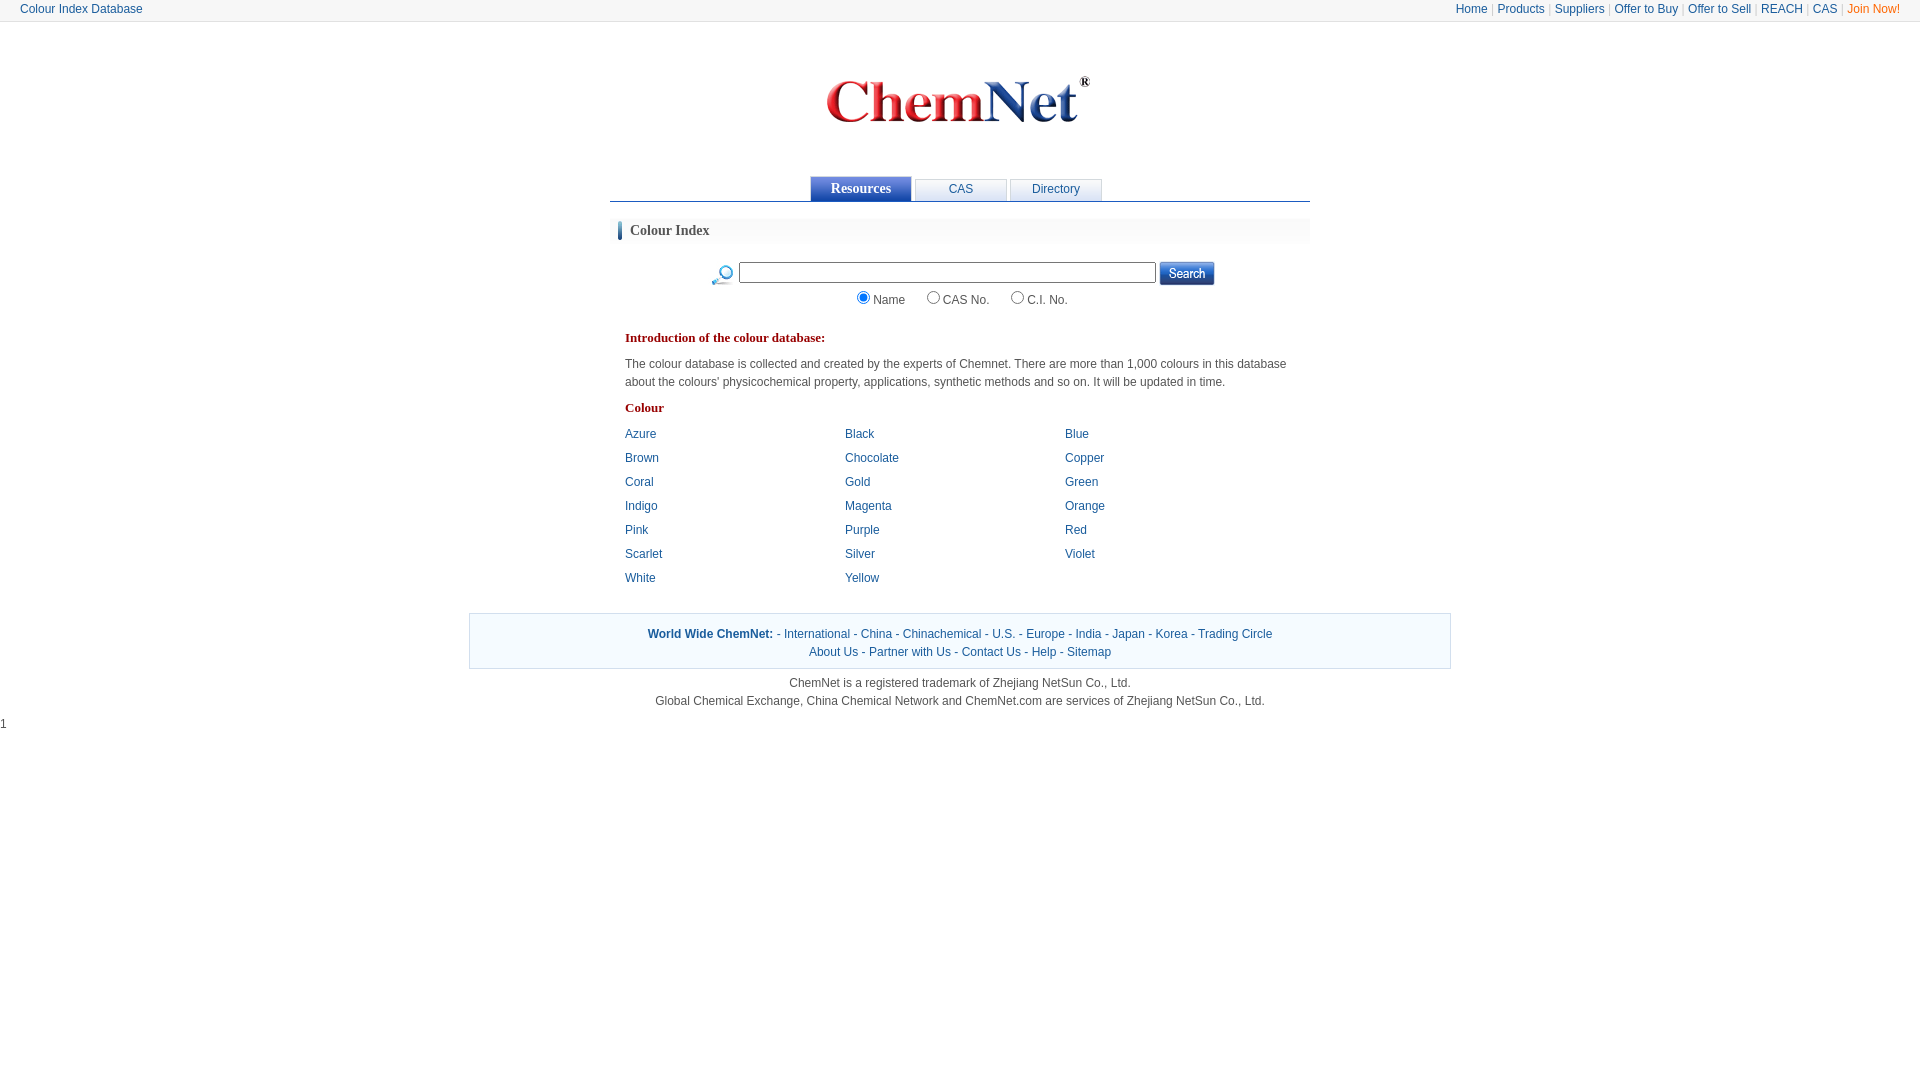 Colour Index Database
Home | Products | Suppliers | Offer to Buy | Offer to Sell | REACH | CAS | Join Now!
ChemNet®
Resources CAS Directory
Colour Index
Search
Name CAS No. C.I. No.
Introduction of the colour database:
The colour database is collected and created by the experts of Chemnet. There are more than 1,000 colours in this database
about the colours' physicochemical property, applications, synthetic methods and so on. It will be updated in time.
Colour
Azure Black Blue
Brown Chocolate Copper
Coral Gold Green
Indigo Magenta Orange
Pink Purple Red
Scarlet Silver Violet
White Yellow
World Wide ChemNet: - International - China - Chinachemical - U.S. - Europe - India - Japan - Korea - Trading Circle
About Us - Partner with Us - Contact Us - Help - Sitemap
ChemNet is a registered trademark of Zhejiang NetSun Co., Ltd.
Global Chemical Exchange, China Chemical Network and ChemNet.com are services of Zhejiang NetSun Co., Ltd.
1